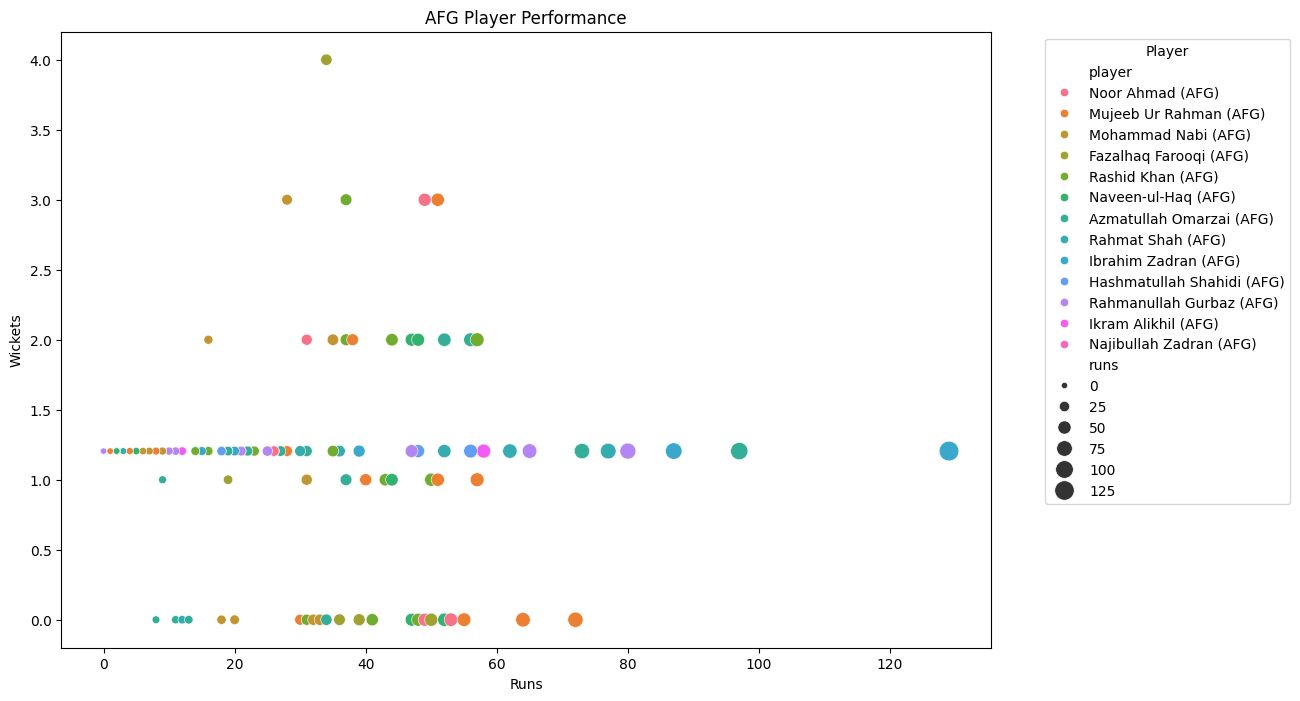 AFG Player Performance
4.0
3.5
3.0
2.5
2.0
1.5
1.0
0.5
0.0
Wickets
0
20
40
60
80
100
120
Runs
Player
player
Noor Ahmad (AFG)
Mujeeb Ur Rahman (AFG)
Mohammad Nabi (AFG)
Fazalhaq Farooqi (AFG)
Rashid Khan (AFG)
Naveen-ul-Haq (AFG)
Azmatullah Omarzai (AFG)
Rahmat Shah (AFG)
Ibrahim Zadran (AFG)
Hashmatullah Shahidi (AFG)
Rahmanullah Gurbaz (AFG)
Ikram Alikhil (AFG)
Najibullah Zadran (AFG)
runs
0
25
50
75
100
125